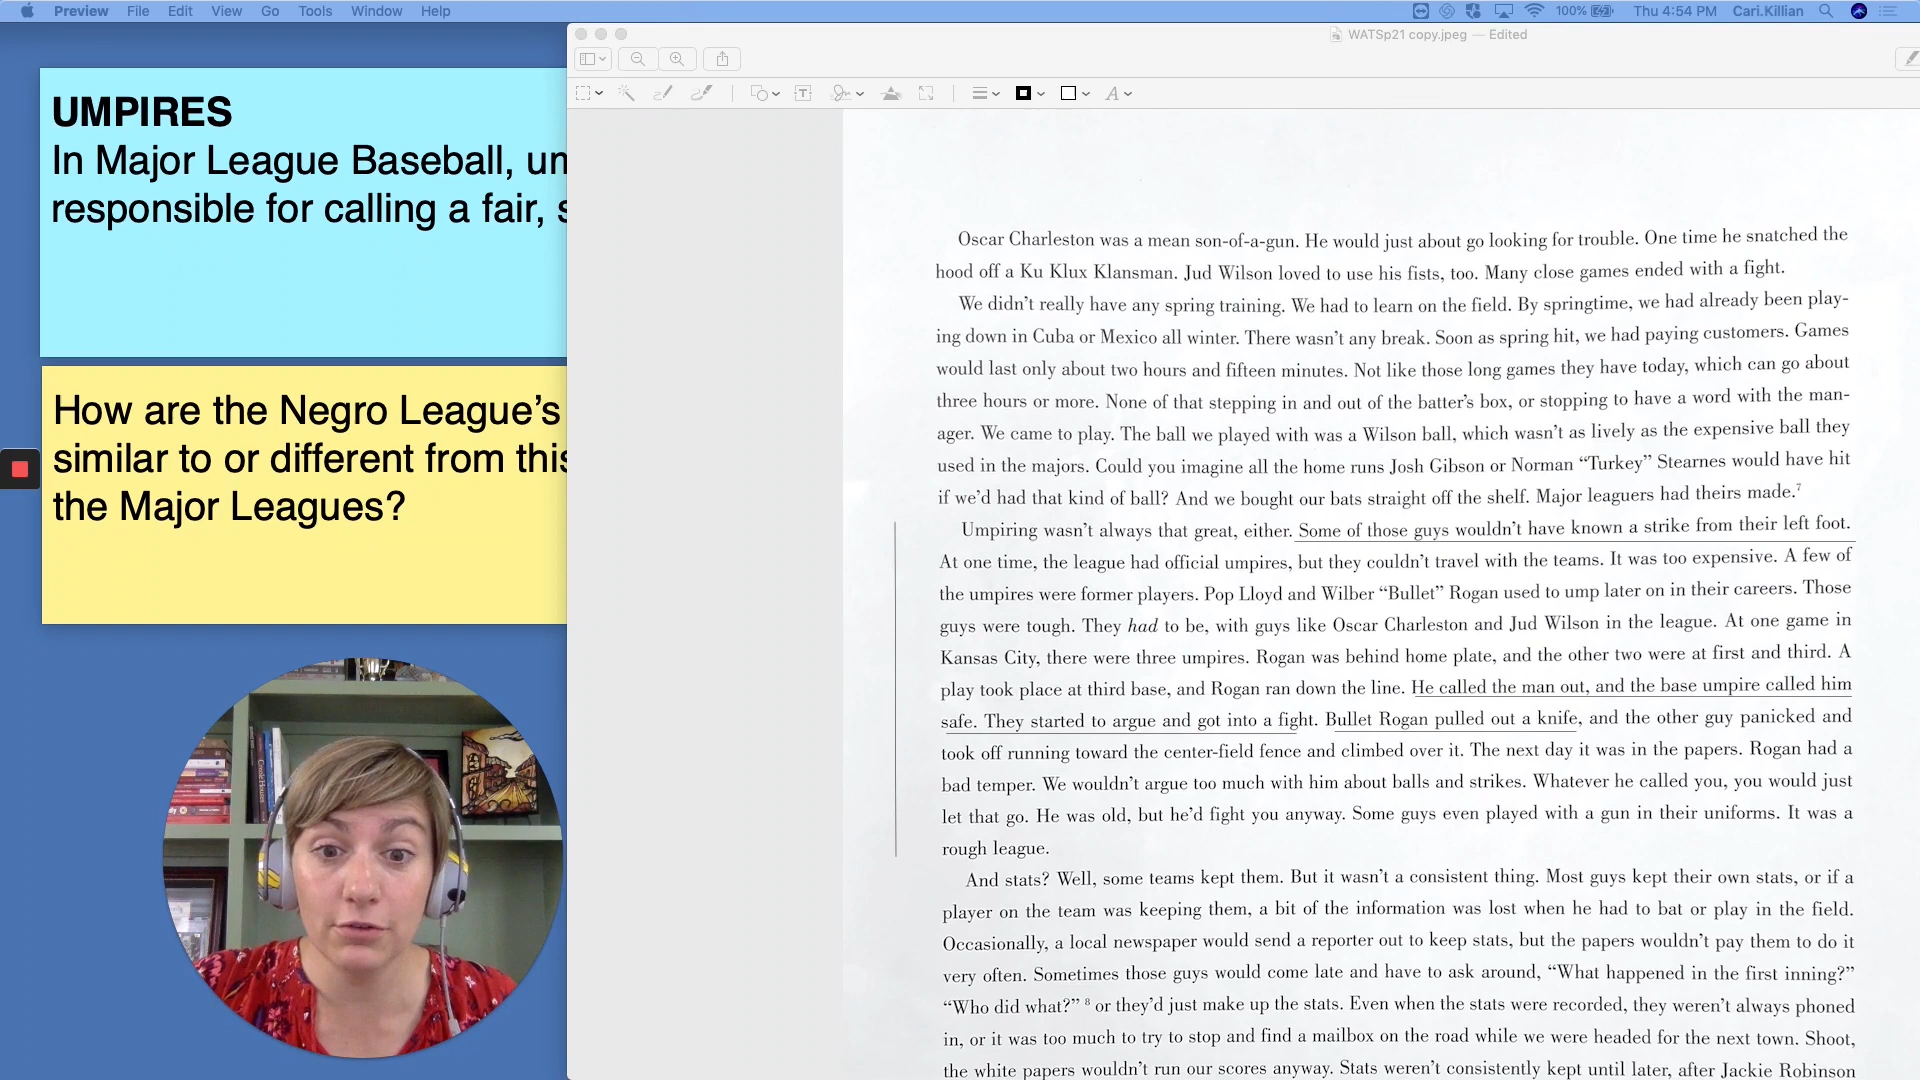 Preview File Edit View Go Tools Window Help 100% Thu 4:54 PM Cari.Killian
WATSp21 copy.jpeg — Edited
UMPIRES
In Major League Baseball, um
responsible for calling a fair, s
How are the Negro League's
similar to or different from this
the Major Leagues?
Oscar Charleston was a mean son-of-a-gun. He would just about go looking for trouble. One time he snatched the
hood off a Ku Klux Klansman. Jud Wilson loved to use his fists, too. Many close games ended with a fight.
We didn't really have any spring training. We had to learn on the field. By springtime, we had already been play-
ing down in Cuba or Mexico all winter. There wasn't any break. Soon as spring hit, we had paying customers. Games
would last only about two hours and fifteen minutes. Not like those long games they have today, which can go about
three hours or more. None of that stepping in and out of the batter's box, or stopping to have a word with the man-
ager. We came to play. The ball we played with was a Wilson ball, which wasn't as lively as the expensive ball they
used in the majors. Could you imagine all the home runs Josh Gibson or Norman “Turkey” Stearnes would have hit
if we'd had that kind of ball? And we bought our bats straight off the shelf. Major leaguers had theirs made.⁷
Umpiring wasn't always that great, either. Some of those guys wouldn't have known a strike from their left foot.
At one time, the league had official umpires, but they couldn't travel with the teams. It was too expensive. A few of
the umpires were former players. Pop Lloyd and Wilber “Bullet” Rogan used to ump later on in their careers. Those
guys were tough. They had to be, with guys like Oscar Charleston and Jud Wilson in the league. At one game in
Kansas City, there were three umpires. Rogan was behind home plate, and the other two were at first and third. A
play took place at third base, and Rogan ran down the line. He called the man out, and the base umpire called him
safe. They started to argue and got into a fight. Bullet Rogan pulled out a knife, and the other guy panicked and
took off running toward the center-field fence and climbed over it. The next day it was in the papers. Rogan had a
bad temper. We wouldn't argue too much with him about balls and strikes. Whatever he called you, you would just
let that go. He was old, but he'd fight you anyway. Some guys even played with a gun in their uniforms. It was a
rough league.
And stats? Well, some teams kept them. But it wasn't a consistent thing. Most guys kept their own stats, or if a
player on the team was keeping them, a bit of the information was lost when he had to bat or play in the field.
Occasionally, a local newspaper would send a reporter out to keep stats, but the papers wouldn't pay them to do it
very often. Sometimes those guys would come late and have to ask around, “What happened in the first inning?”
“Who did what?” ⁸ or they'd just make up the stats. Even when the stats were recorded, they weren't always phoned
in, or it was too much to try to stop and find a mailbox on the road while we were headed for the next town. Shoot,
the white papers wouldn't run our scores anyway. Stats weren't consistently kept until later, after Jackie Robinson